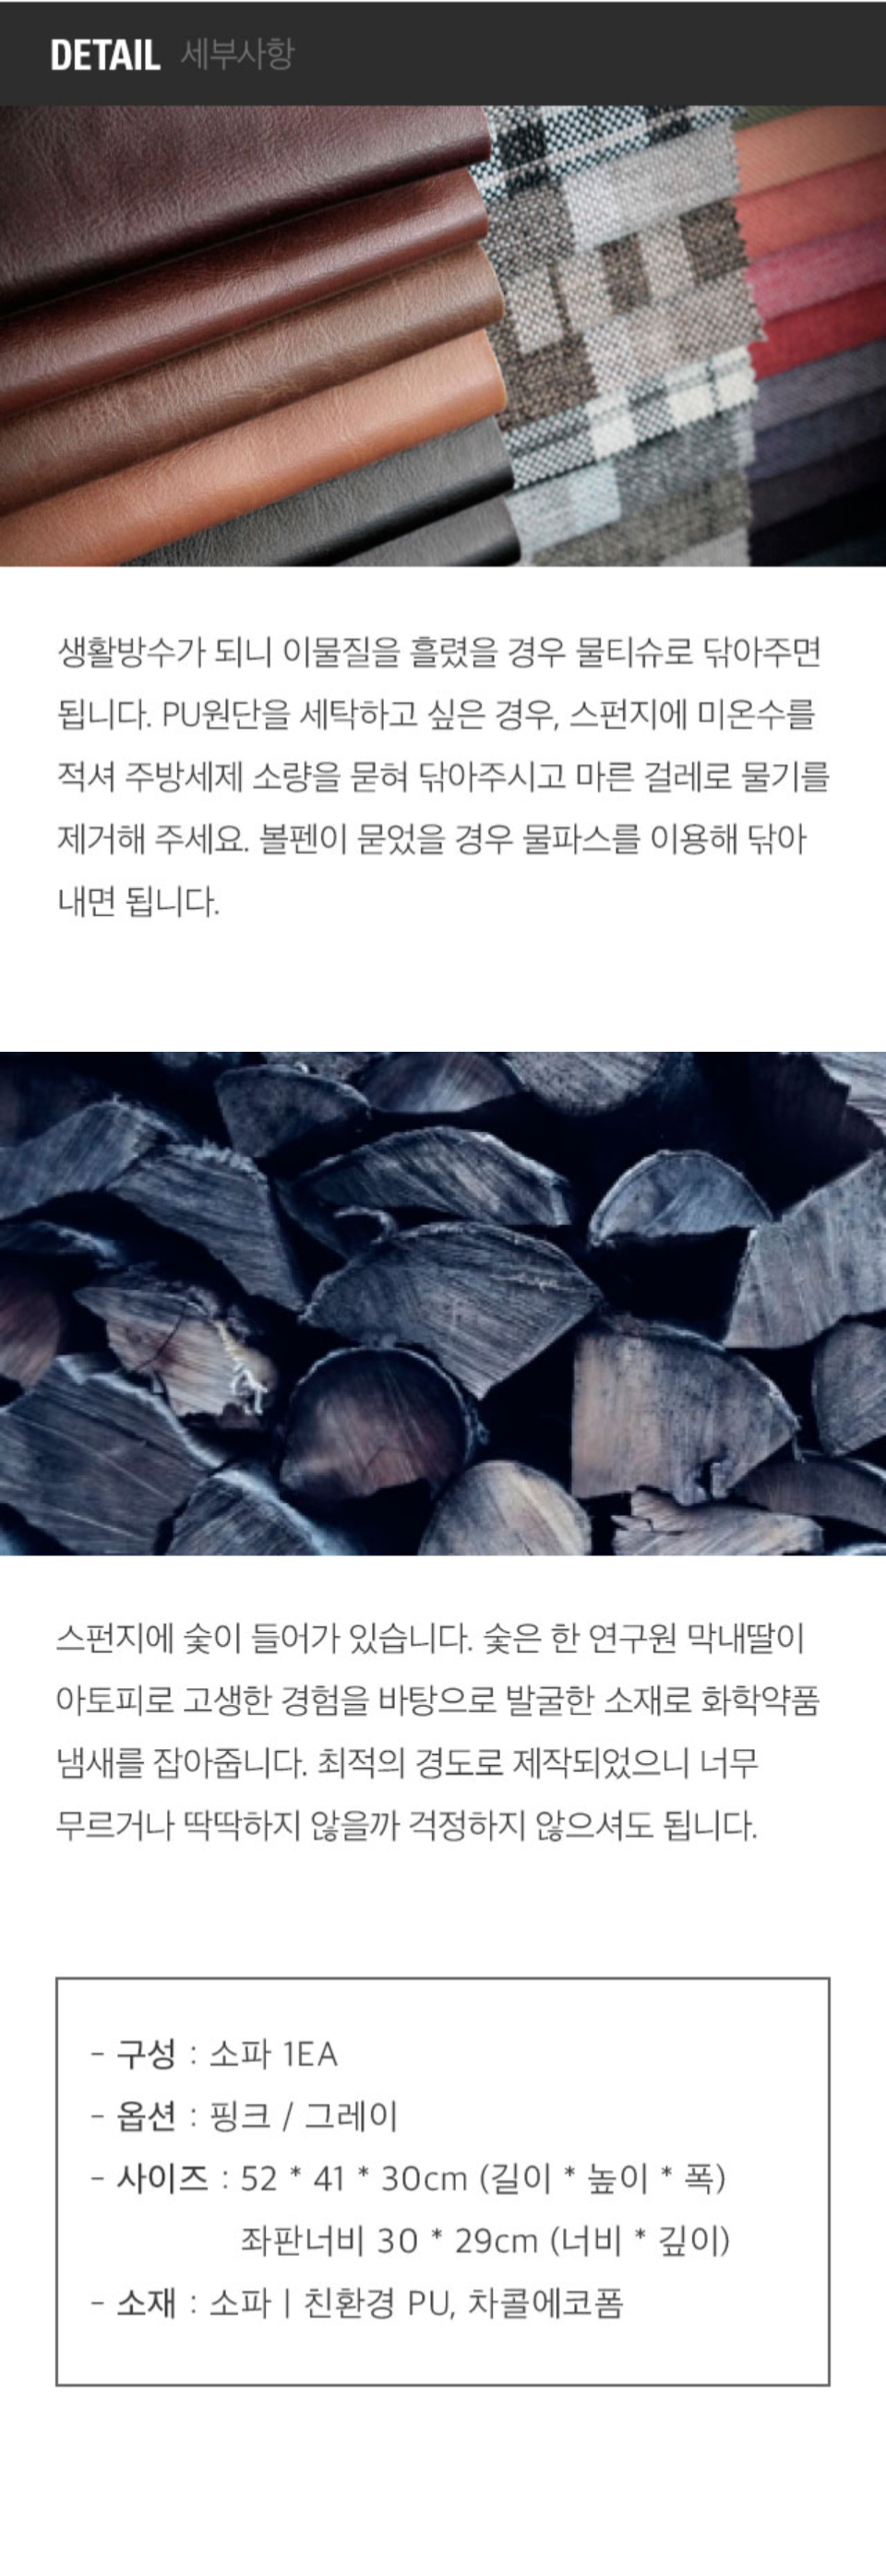 DETAIL 세부사항
생활방수가 되니 이물질을 흘렸을 경우 물티슈로 닦아주면
됩니다. PU원단을 세탁하고 싶은 경우, 스펀지에 미온수를
적셔 주방세제 소량을 묻혀 닦아주시고 마른 걸레로 물기를
제거해 주세요. 볼펜이 묻었을 경우 물파스를 이용해 닦아
내면 됩니다.
스펀지에 숯이 들어가 있습니다. 숯은 한 연구원 막내딸이
아토피로 고생한 경험을 바탕으로 발굴한 소재로 화학약품
냄새를 잡아줍니다. 최적의 경도로 제작되었으니 너무
무르거나 딱딱하지 않을까 걱정하지 않으셔도 됩니다.
- 구성 : 소파 1EA
- 옵션 : 핑크 / 그레이
- 사이즈 : 52 * 41 * 30cm (길이 * 높이 * 폭)
좌판너비 30 * 29cm (너비 * 깊이)
- 소재 : 소파 | 친환경 PU, 차콜에코폼